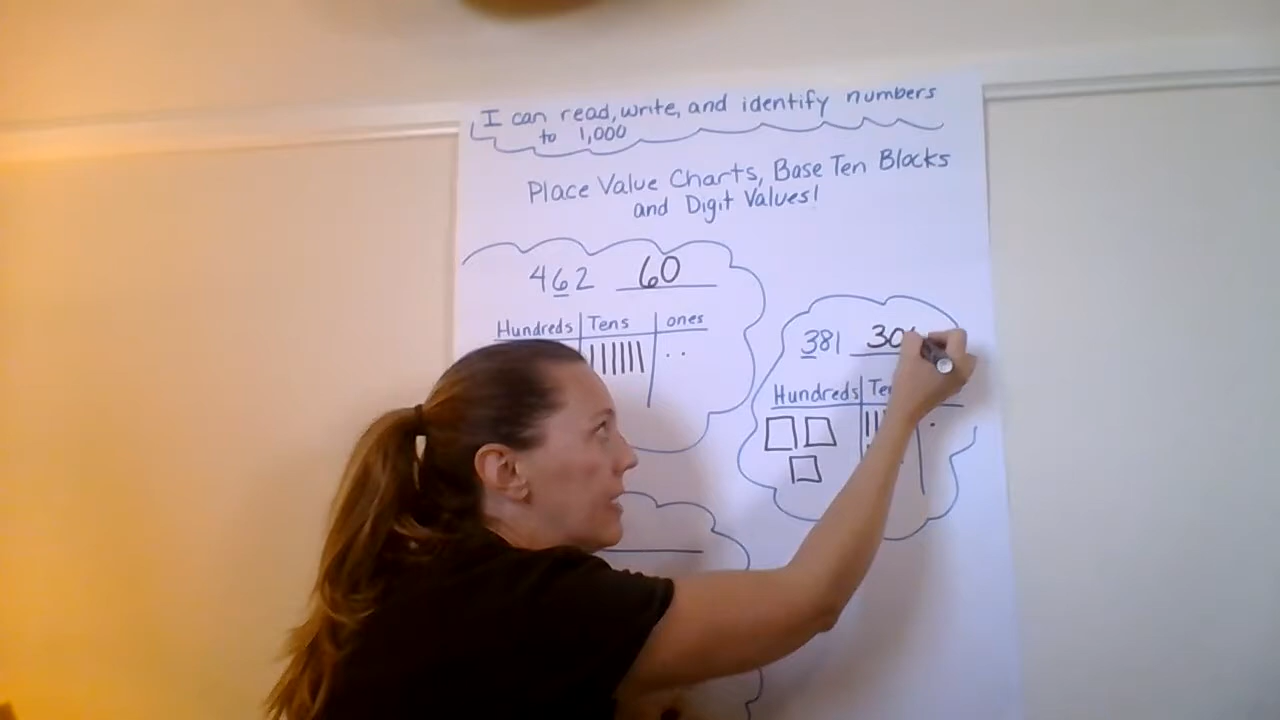 I can read, write, and identify numbers
to 1,000
Place Value Charts, Base Ten Blocks
and Digit Values!
462 60
Hundreds Tens ones
381
Hundreds